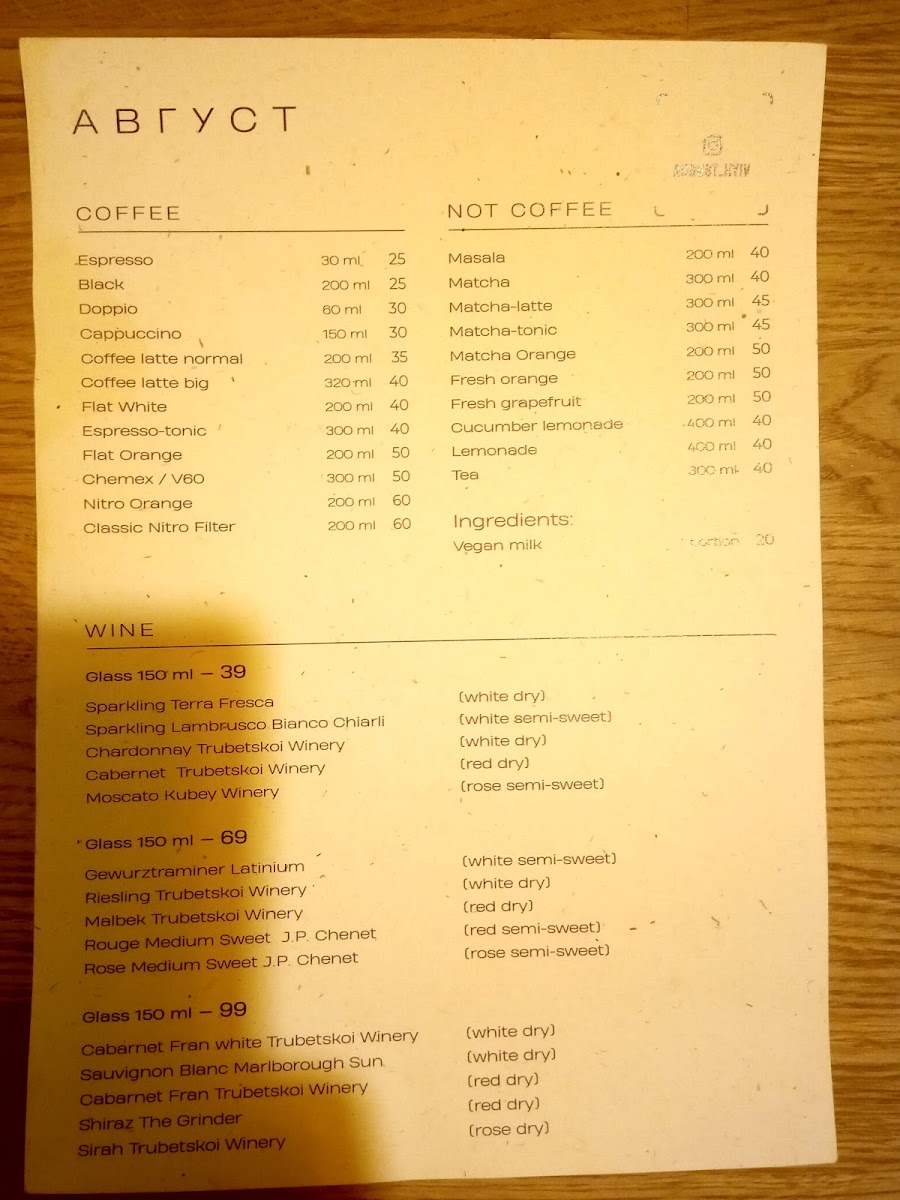 АВГУСТ
AUGUST.KYIV
COFFEE
Espresso 30 ml 25
Black 200 ml 25
Doppio 60 ml 30
Cappuccino 150 ml 30
Coffee latte normal 200 ml 35
Coffee latte big 320 ml 40
Flat White 200 ml 40
Espresso-tonic 300 ml 40
Flat Orange 200 ml 50
Chemex / V60 300 ml 50
Nitro Orange 200 ml 60
Classic Nitro Filter 200 ml 60
NOT COFFEE
Masala 200 ml 40
Matcha 300 ml 40
Matcha-latte 300 ml 45
Matcha-tonic 300 ml 45
Matcha Orange 200 ml 50
Fresh orange 200 ml 50
Fresh grapefruit 200 ml 50
Cucumber lemonade 400 ml 40
Lemonade 400 ml 40
Tea 300 ml 40
Ingredients:
Vegan milk portion 20
WINE
Glass 150 ml – 39
Sparkling Terra Fresca (white dry)
Sparkling Lambrusco Bianco Chiarli (white semi-sweet)
Chardonnay Trubetskoi Winery (white dry)
Cabernet Trubetskoi Winery (red dry)
Moscato Kubey Winery (rose semi-sweet)
Glass 150 ml – 69
Gewurztraminer Latinium (white semi-sweet)
Riesling Trubetskoi Winery (white dry)
Malbek Trubetskoi Winery (red dry)
Rouge Medium Sweet J.P. Chenet (red semi-sweet)
Rose Medium Sweet J.P. Chenet (rose semi-sweet)
Glass 150 ml – 99
Cabarnet Fran white Trubetskoi Winery (white dry)
Sauvignon Blanc Marlborough Sun (white dry)
Cabarnet Fran Trubetskoi Winery (red dry)
Shiraz The Grinder (red dry)
Sirah Trubetskoi Winery (rose dry)